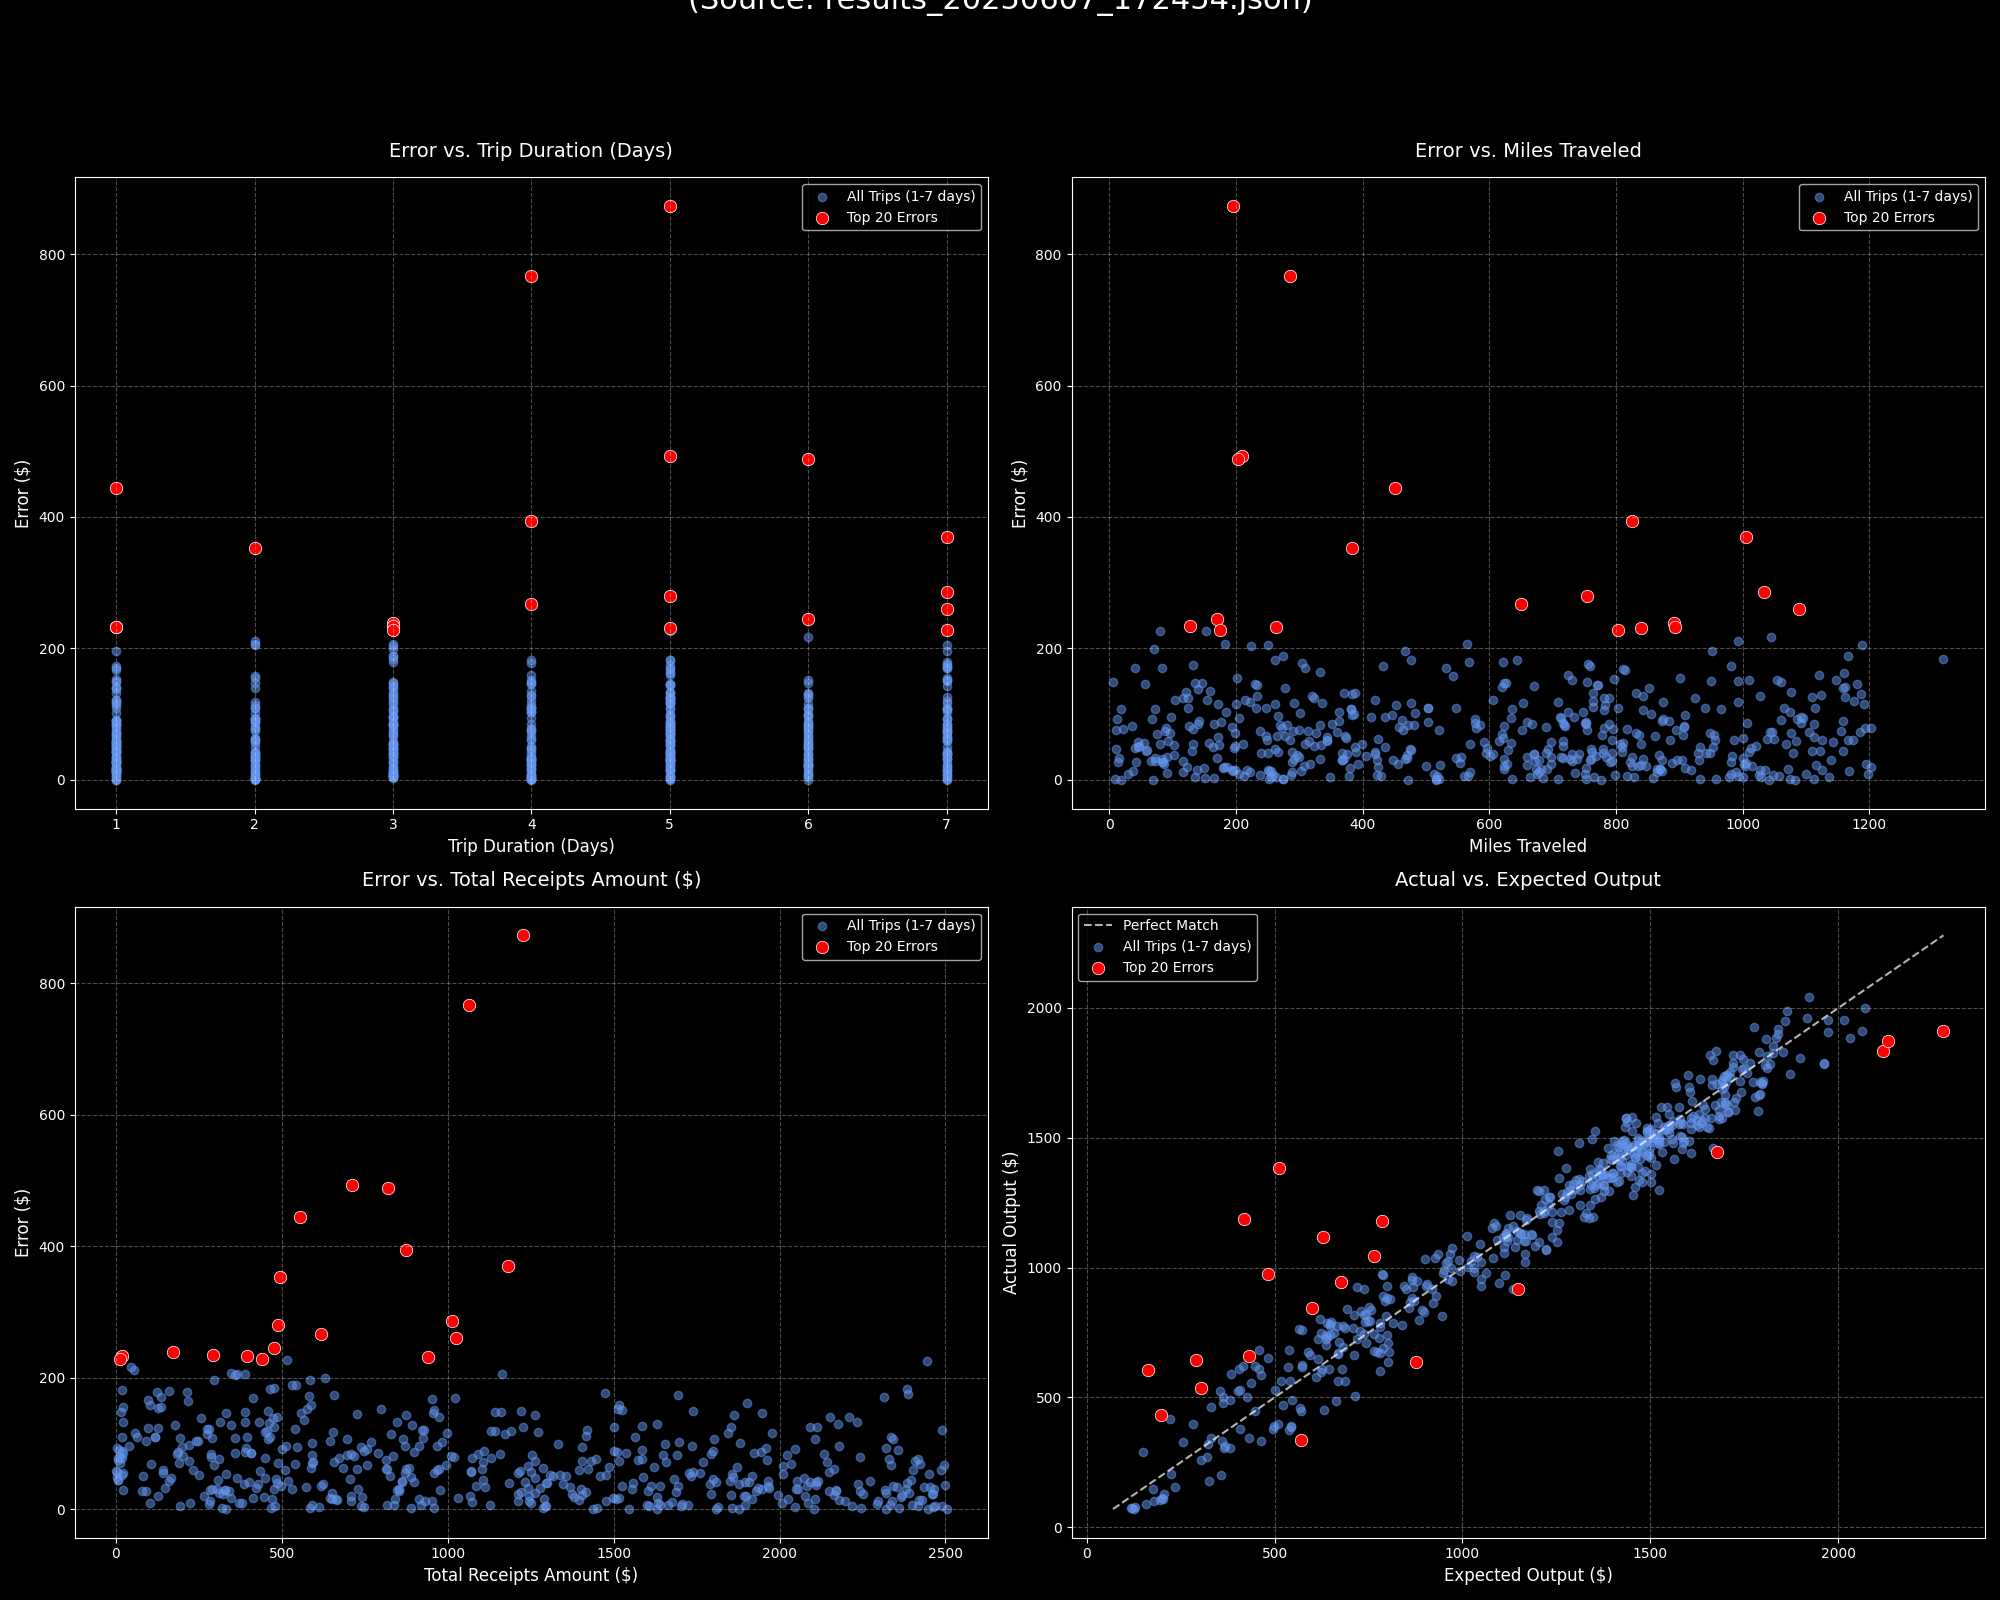 (Source: results_20250607_172454.json)
Error vs. Trip Duration (Days)
All Trips (1-7 days)
Top 20 Errors
Error ($)
800
600
400
200
0
1 2 3 4 5 6 7
Trip Duration (Days)
Error vs. Miles Traveled
All Trips (1-7 days)
Top 20 Errors
Error ($)
800
600
400
200
0
0 200 400 600 800 1000 1200
Miles Traveled
Error vs. Total Receipts Amount ($)
All Trips (1-7 days)
Top 20 Errors
Error ($)
800
600
400
200
0
0 500 1000 1500 2000 2500
Total Receipts Amount ($)
Actual vs. Expected Output
Perfect Match
All Trips (1-7 days)
Top 20 Errors
Actual Output ($)
2000
1500
1000
500
0
0 500 1000 1500 2000
Expected Output ($)